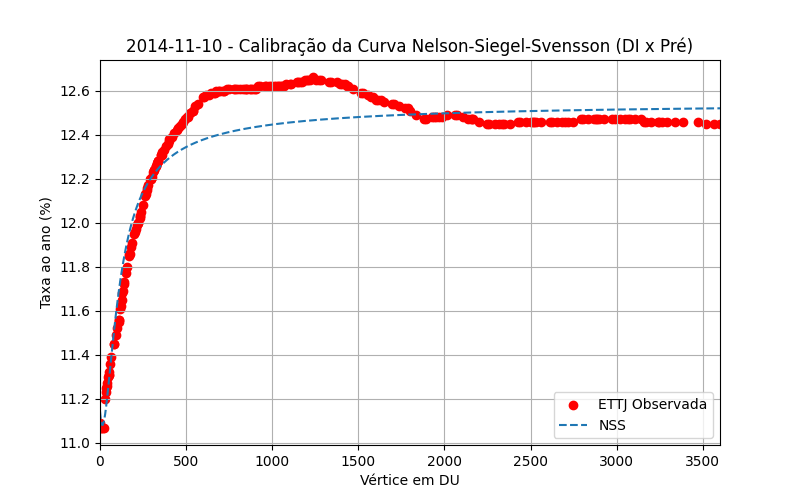 2014-11-10 - Calibração da Curva Nelson-Siegel-Svensson (DI x Pré)
Taxa ao ano (%)
12.6
12.4
12.2
12.0
11.8
11.6
11.4
11.2
11.0
0 500 1000 1500 2000 2500 3000 3500
Vértice em DU
ETTJ Observada
NSS